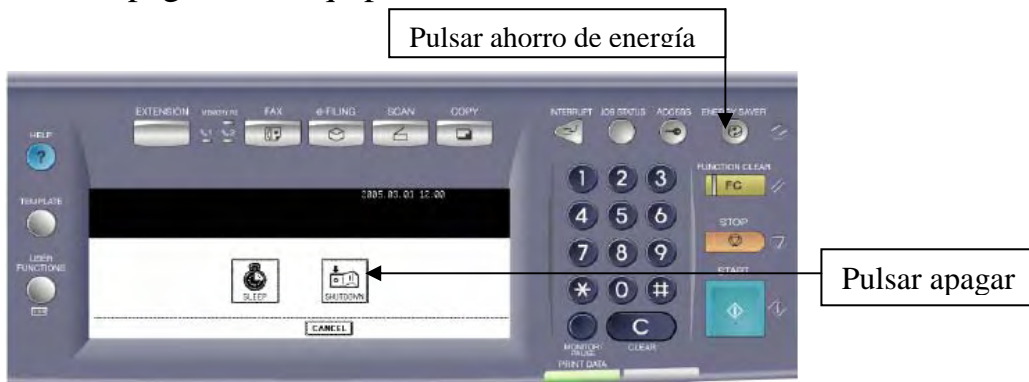 Pulsar ahorro de energía
EXTENSION FAX e-FILING SCAN COPY
INTERRUPT JOB STATUS ACCESS ENERGY SAVER
HELP
?
TEMPLATE
USER FUNCTIONS
2005.03.03 12:00
SLEEP SHUTDOWN
CANCEL
1 2 3
4 5 6
7 8 9
* 0 #
C
MONITOR/ PAUSE CLEAR
PRINT DATA
FUNCTION CLEAR
FC
STOP
START
Pulsar apagar